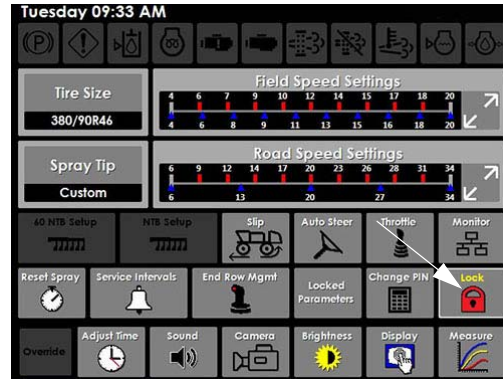 Tuesday 09:33 AM
Tire Size
380/90R46
Field Speed Settings
4 6 7 9 10 12 14 15 17 18 20
4 6 8 9 11 13 15 16 18 20
Spray Tip
Custom
Road Speed Settings
6 9 12 14 17 20 23 26 28 31 34
6 13 20 27 34
60 NTB Setup
NTB Setup
Slip
Auto Steer
Throttle
Monitor
Reset Spray
Service Intervals
End Row Mgmt
Locked
Parameters
Change PIN
Lock
Override
Adjust Time
Sound
Camera
Brightness
Display
Measure